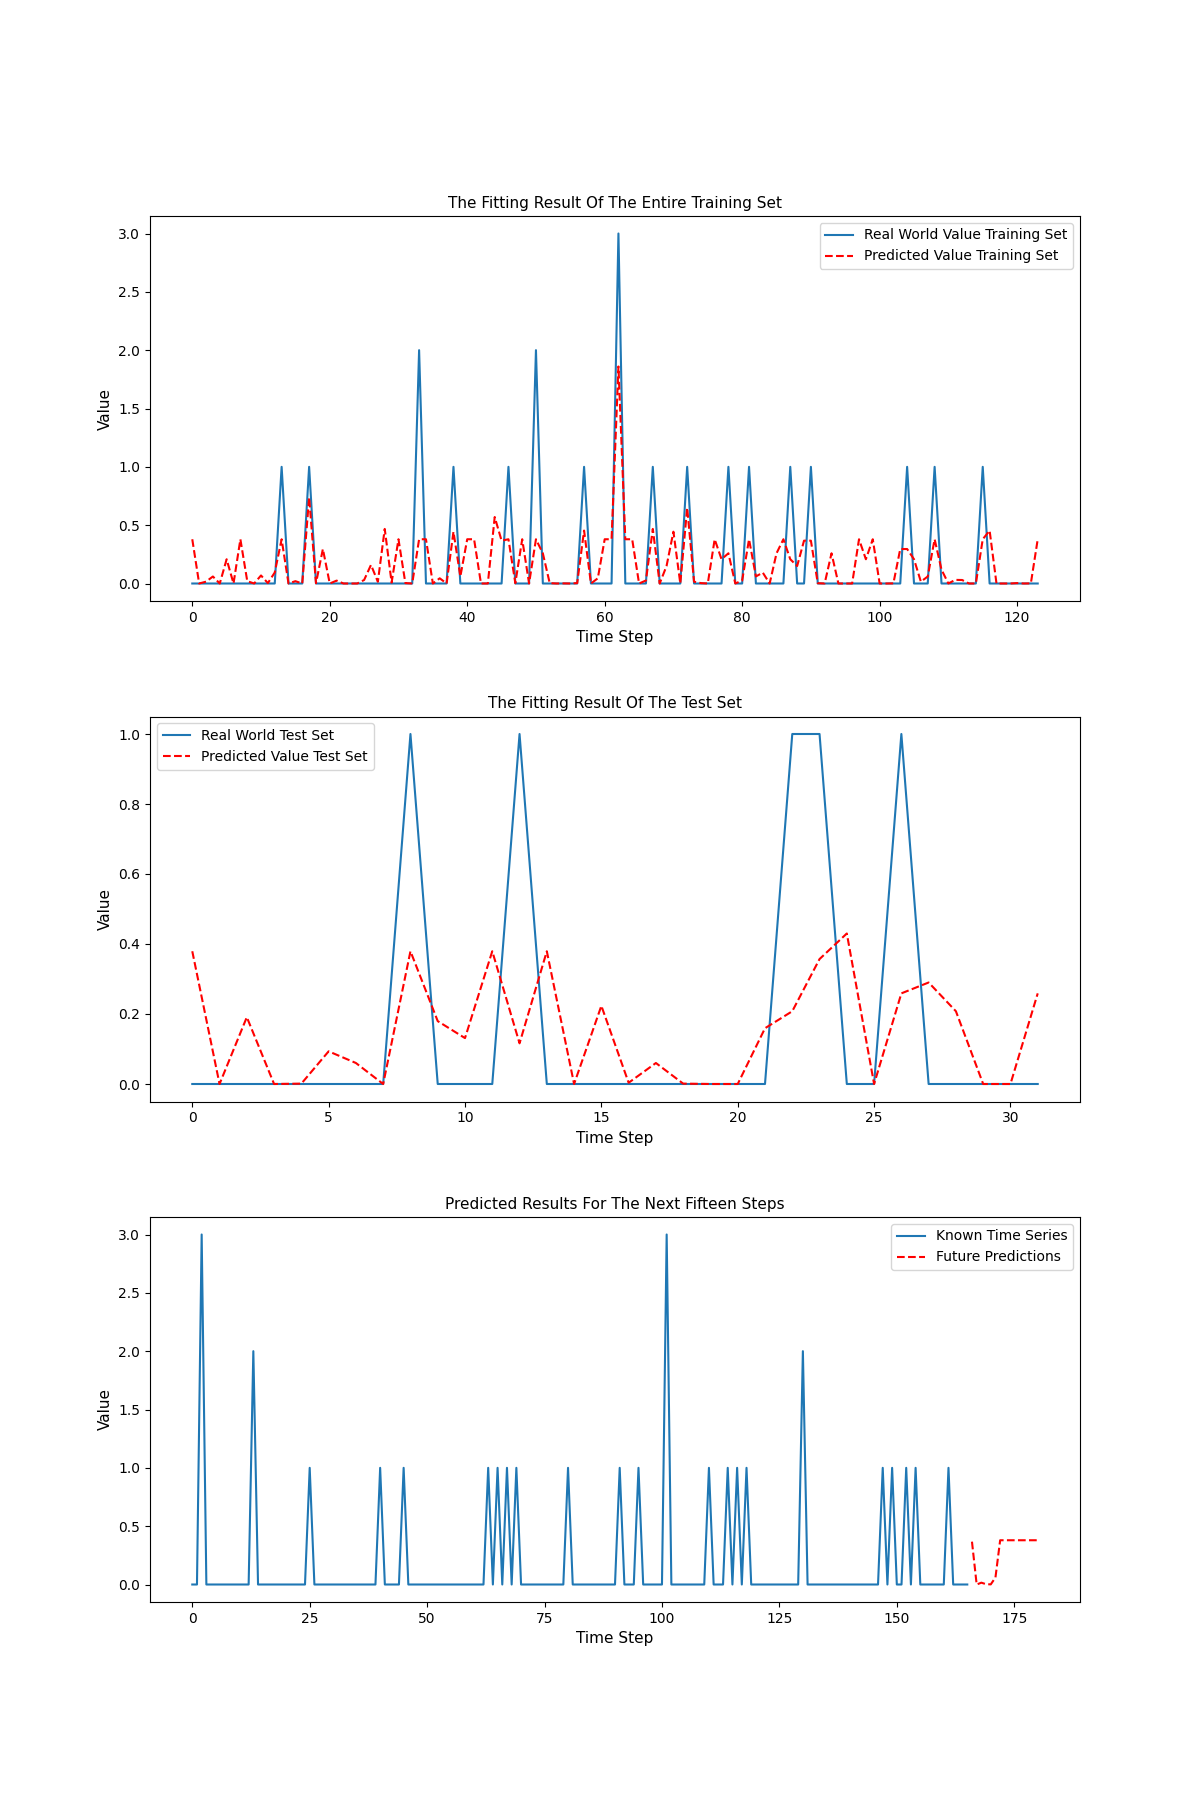 The Fitting Result Of The Entire Training Set
Real World Value Training Set
Predicted Value Training Set
3.0
2.5
2.0
1.5
1.0
0.5
0.0
Value
0 20 40 60 80 100 120
Time Step
The Fitting Result Of The Test Set
Real World Test Set
Predicted Value Test Set
1.0
0.8
0.6
0.4
0.2
0.0
Value
0 5 10 15 20 25 30
Time Step
Predicted Results For The Next Fifteen Steps
Known Time Series
Future Predictions
3.0
2.5
2.0
1.5
1.0
0.5
0.0
Value
0 25 50 75 100 125 150 175
Time Step